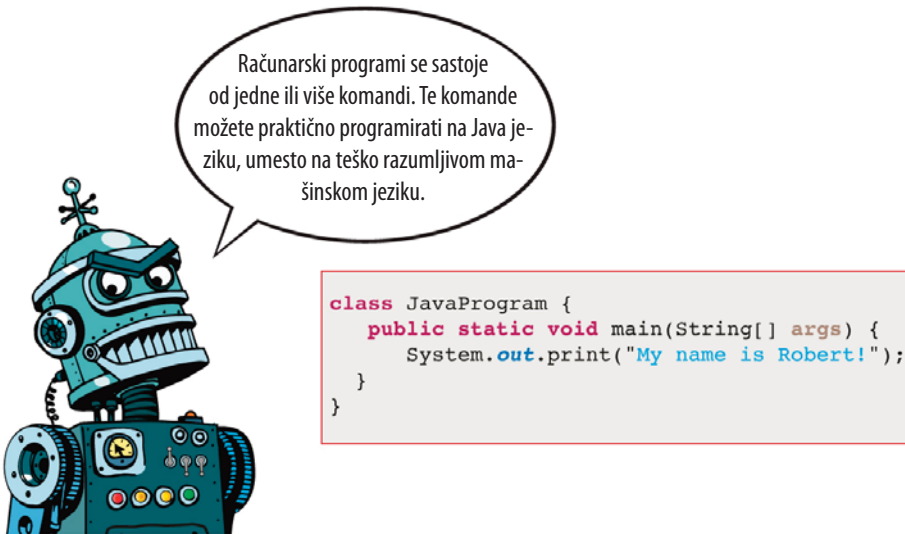 Računarski programi se sastoje
od jedne ili više komandi. Te komande
možete praktično programirati na Java je-
ziku, umesto na teško razumljivom ma-
šinskom jeziku.
class JavaProgram {
   public static void main(String[] args) {
      System.out.print("My name is Robert!");
  }
}